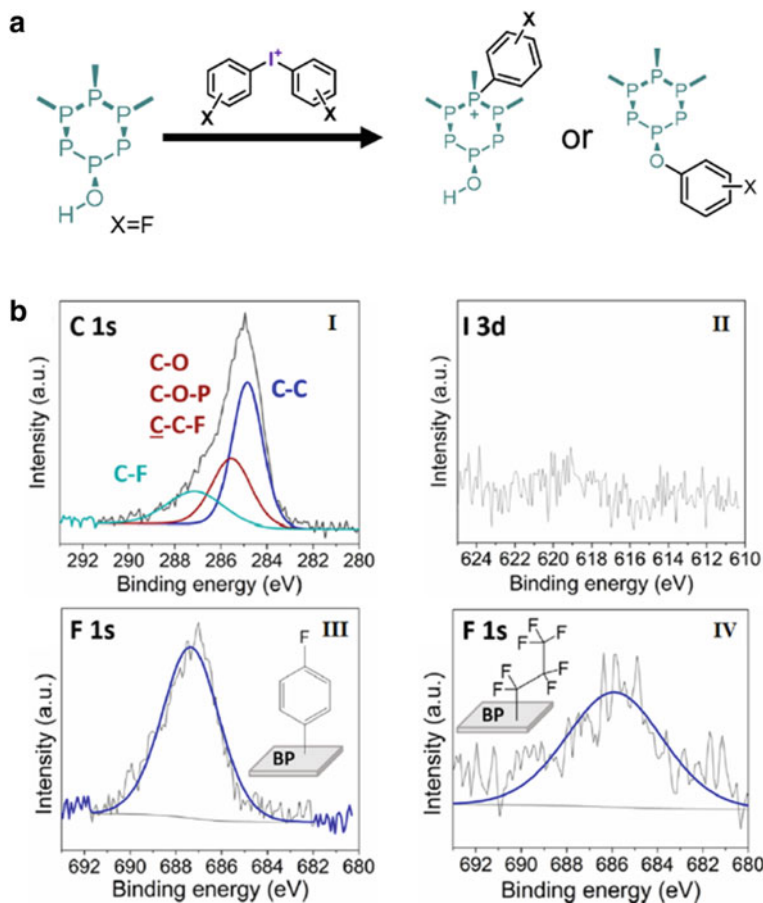 a
I+
X
X
X=F
P P P P P P
O
H
X
P P P P P P
+
O
H
or
P P P P P P
O
X
b
C 1s
I
C-O
C-O-P
C-C-F
C-C
C-F
Intensity (a.u.)
292 290 288 286 284 282 280
Binding energy (eV)
I 3d
II
Intensity (a.u.)
624 622 620 618 616 614 612 610
Binding energy (eV)
F 1s
III
F
BP
Intensity (a.u.)
692 690 688 686 684 682 680
Binding energy (eV)
F 1s
IV
F F
F F
F F
F
BP
Intensity (a.u.)
692 690 688 686 684 682 680
Binding energy (eV)